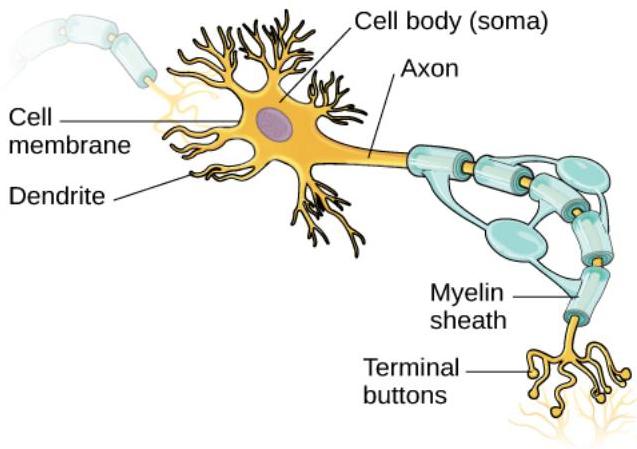 Cell body (soma)
Axon
Cell
membrane
Dendrite
Myelin
sheath
Terminal
buttons